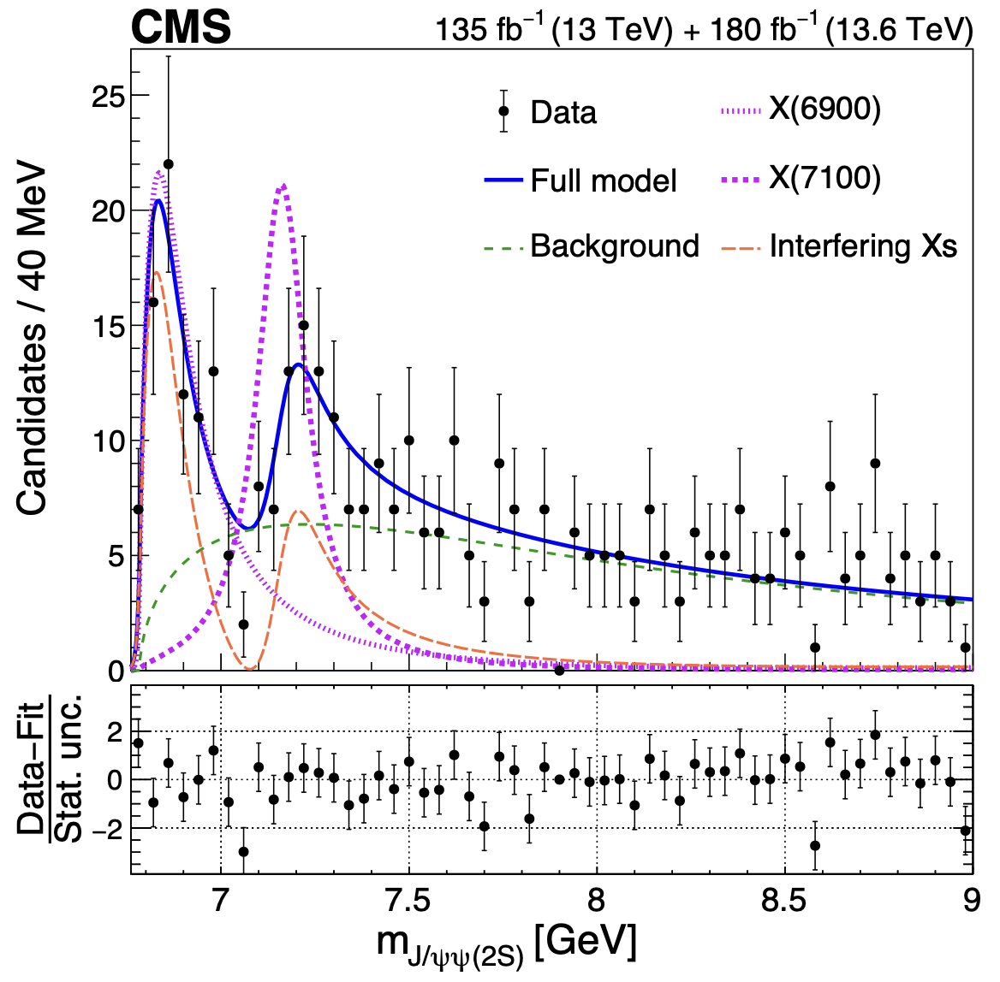 CMS 135 fb⁻¹ (13 TeV) + 180 fb⁻¹ (13.6 TeV)
Candidates / 40 MeV
25
20
15
10
5
0
Data
X(6900)
Full model
X(7100)
Background
Interfering Xs
Data−Fit
Stat. unc.
2
0
−2
7 7.5 8 8.5 9
m_{J/ψψ(2S)} [GeV]